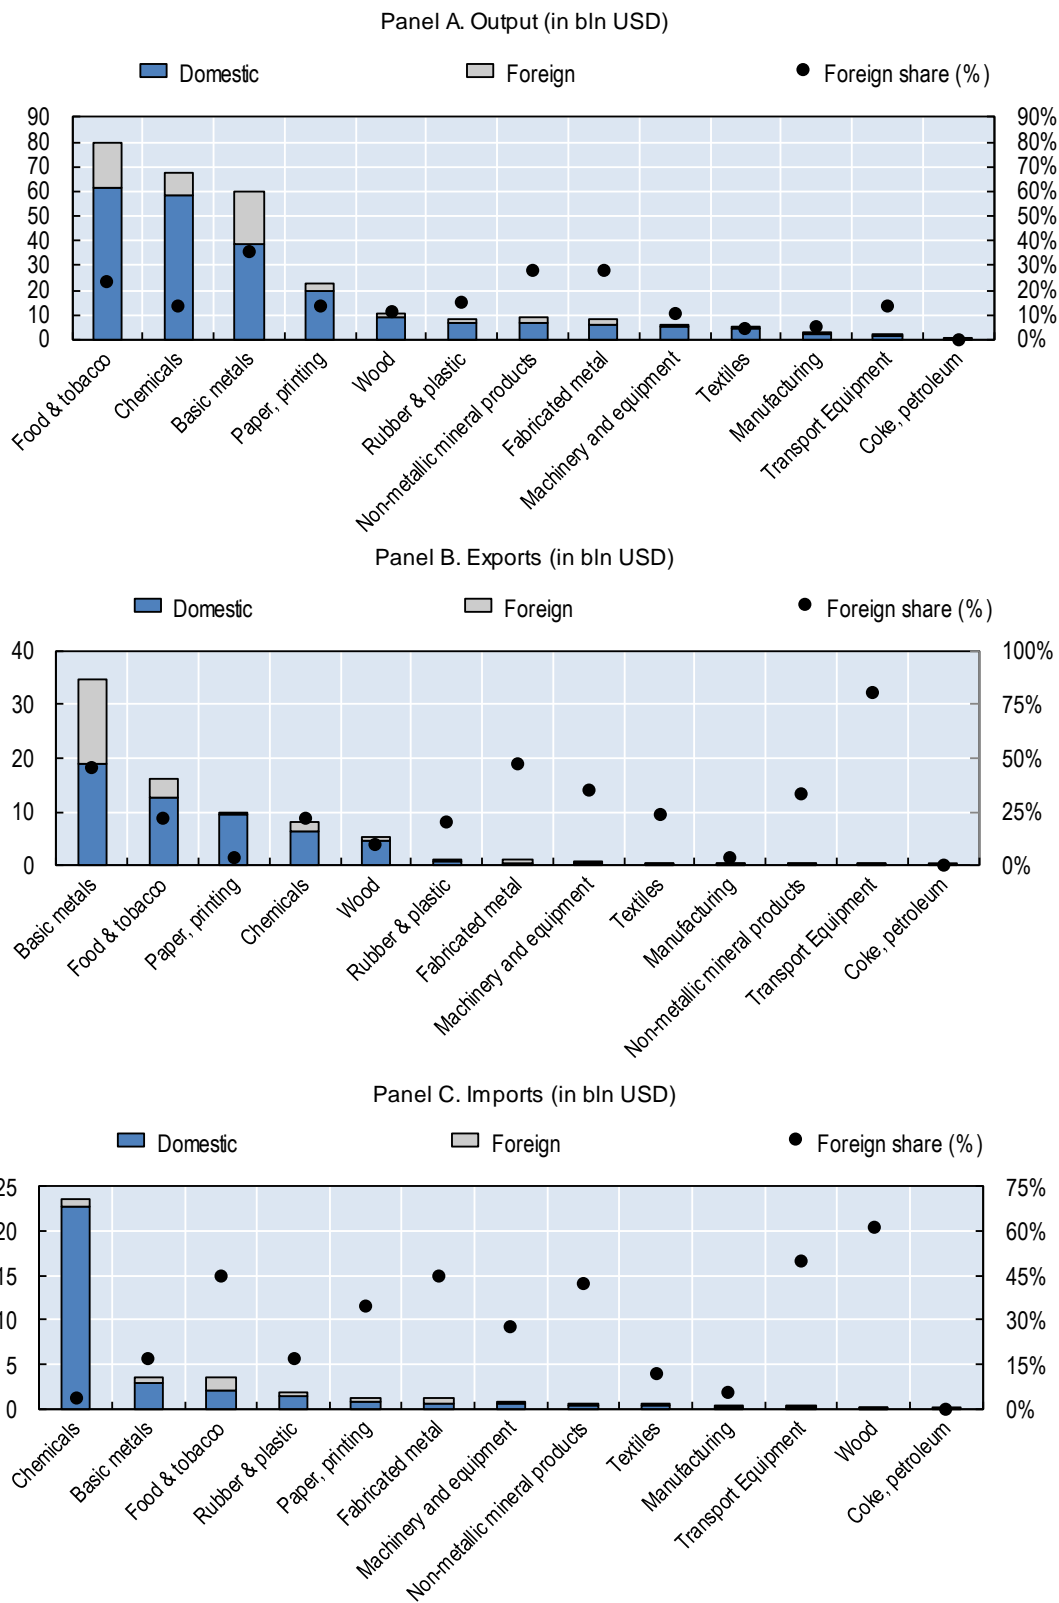 Panel A. Output (in bln USD)
Domestic Foreign Foreign share (%)
90 90%
80 80%
70 70%
60 60%
50 50%
40 40%
30 30%
20 20%
10 10%
0 0%
Food & tobacco
Chemicals
Basic metals
Paper, printing
Wood
Rubber & plastic
Non-metallic mineral products
Fabricated metal
Machinery and equipment
Textiles
Manufacturing
Transport Equipment
Coke, petroleum
Panel B. Exports (in bln USD)
Domestic Foreign Foreign share (%)
40 100%
30 75%
20 50%
10 25%
0 0%
Basic metals
Food & tobacco
Paper, printing
Chemicals
Wood
Rubber & plastic
Fabricated metal
Machinery and equipment
Textiles
Manufacturing
Non-metallic mineral products
Transport Equipment
Coke, petroleum
Panel C. Imports (in bln USD)
Domestic Foreign Foreign share (%)
25 75%
20 60%
15 45%
10 30%
5 15%
0 0%
Chemicals
Basic metals
Food & tobacco
Rubber & plastic
Paper, printing
Fabricated metal
Machinery and equipment
Non-metallic mineral products
Textiles
Manufacturing
Transport Equipment
Wood
Coke, petroleum